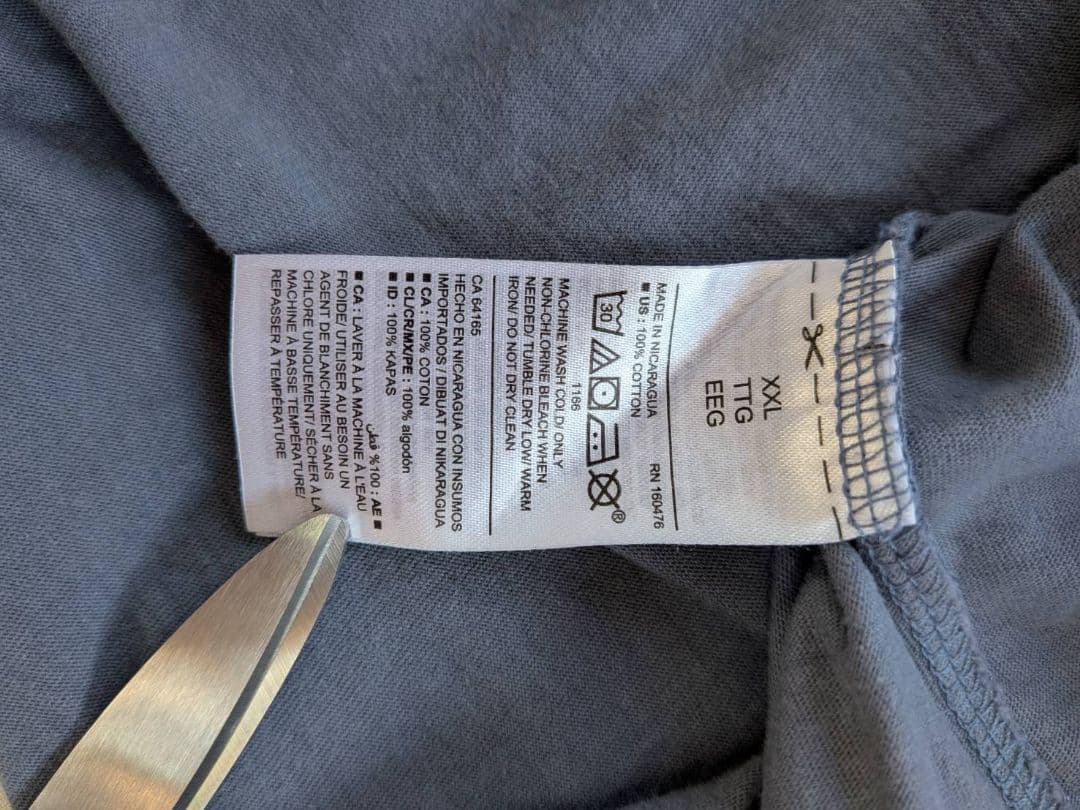 XXL
TTG
EEG
MADE IN NICARAGUA RN 160476
■ US : 100% COTTON
30
®
1166
MACHINE WASH COLD/ ONLY
NON-CHLORINE BLEACH WHEN
NEEDED/ TUMBLE DRY LOW/ WARM
IRON/ DO NOT DRY CLEAN
CA 64165
HECHO EN NICARAGUA CON INSUMOS
IMPORTADOS / DIBUAT DI NIKARAGUA
■ CA : 100% COTON
■ CL/CR/MX/PE : 100% algodón
■ ID : 100% KAPAS
■ AE : 100% قطن
■ CA : LAVER À LA MACHINE À L'EAU
FROIDE/ UTILISER AU BESOIN UN
AGENT DE BLANCHIMENT SANS
CHLORE UNIQUEMENT/ SÉCHER À LA
MACHINE À BASSE TEMPÉRATURE/
REPASSER À TEMPÉRATURE